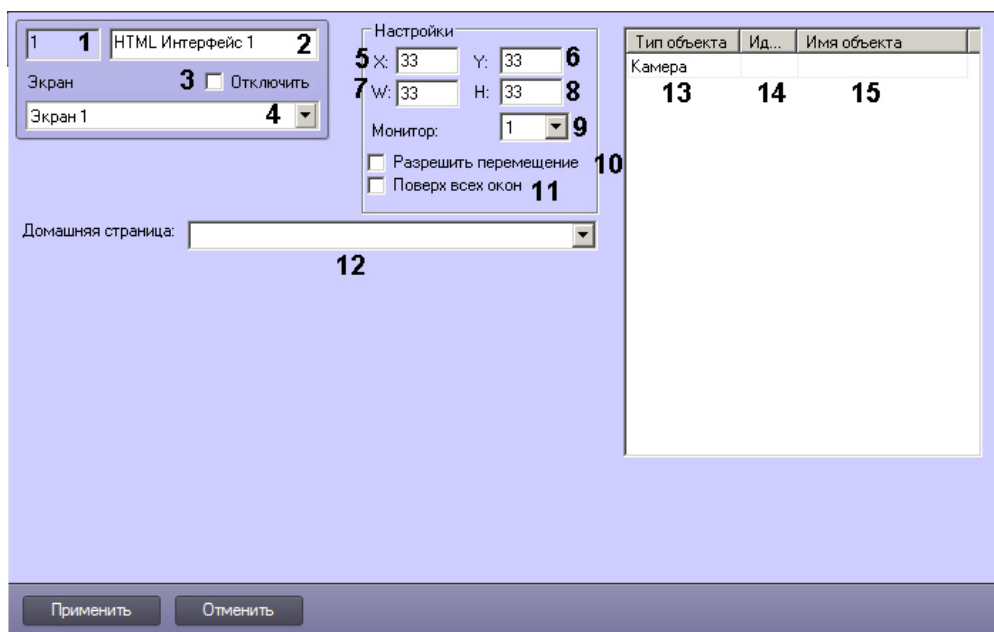 1 1 HTML Интерфейс 1 2
Экран 3 Отключить
Экран 1 4
Настройки
5 X: 33 Y: 33 6
7 W: 33 H: 33 8
Монитор: 1 9
Разрешить перемещение 10
Поверх всех окон 11
Домашняя страница:
12
Тип объекта Ид... Имя объекта
Камера
13 14 15
Применить Отменить